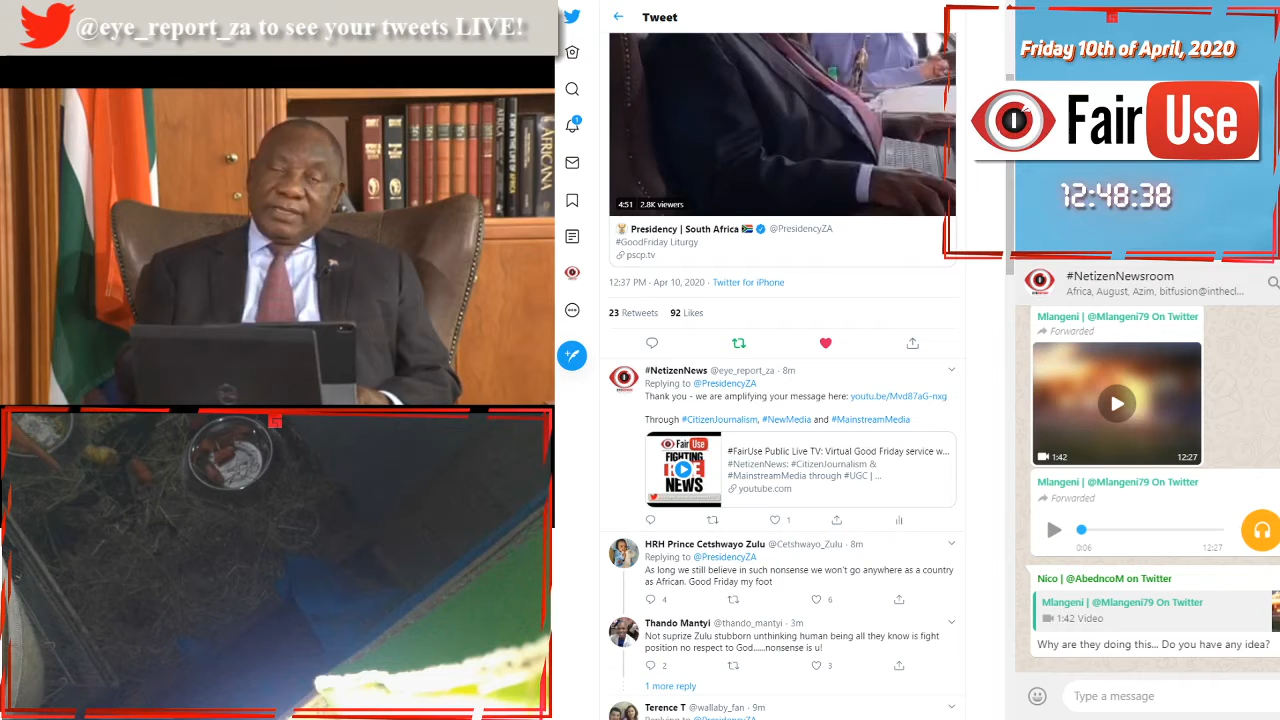 @eye_report_za to see your tweets LIVE!
AFRICANA
Tweet
4:51 2.8K viewers
Presidency | South Africa @PresidencyZA
#GoodFriday Liturgy
pscp.tv
12:37 PM - Apr 10, 2020 · Twitter for iPhone
23 Retweets 92 Likes
#NetizenNews @eye_report_za · 8m
Replying to @PresidencyZA
Thank you - we are amplifying your message here: youtu.be/Mvd87aG-nxg
Through #CitizenJournalism, #NewMedia and #MainstreamMedia
Fair Use
FIGHTING
NEWS
#FairUse Public Live TV: Virtual Good Friday service w...
#NetizenNews: #CitizenJournalism &
#MainstreamMedia through #UGC | ...
youtube.com
1
HRH Prince Cetshwayo Zulu @Cetshwayo_Zulu · 8m
Replying to @PresidencyZA
As long we still believe in such nonsense we won't go anywhere as a country
as African. Good Friday my foot
4 6
Thando Mantyi @thando_mantyi · 3m
Not suprize Zulu stubborn unthinking human being all they know is fight
position no respect to God.....nonsense is u!
2 3
1 more reply
Terence T @wallaby_fan · 9m
Replying to @PresidencyZA
Friday 10th of April, 2020
Fair Use
12:48:38
#NetizenNewsroom
Africa, August, Azim, bitfusion@inthecl...
Mlangeni | @Mlangeni79 On Twitter
Forwarded
1:42 12:27
Mlangeni | @Mlangeni79 On Twitter
Forwarded
0:06 12:27
Nico | @AbedncoM on Twitter
Mlangeni | @Mlangeni79 On Twitter
1:42 Video
Why are they doing this... Do you have any idea?
Type a message